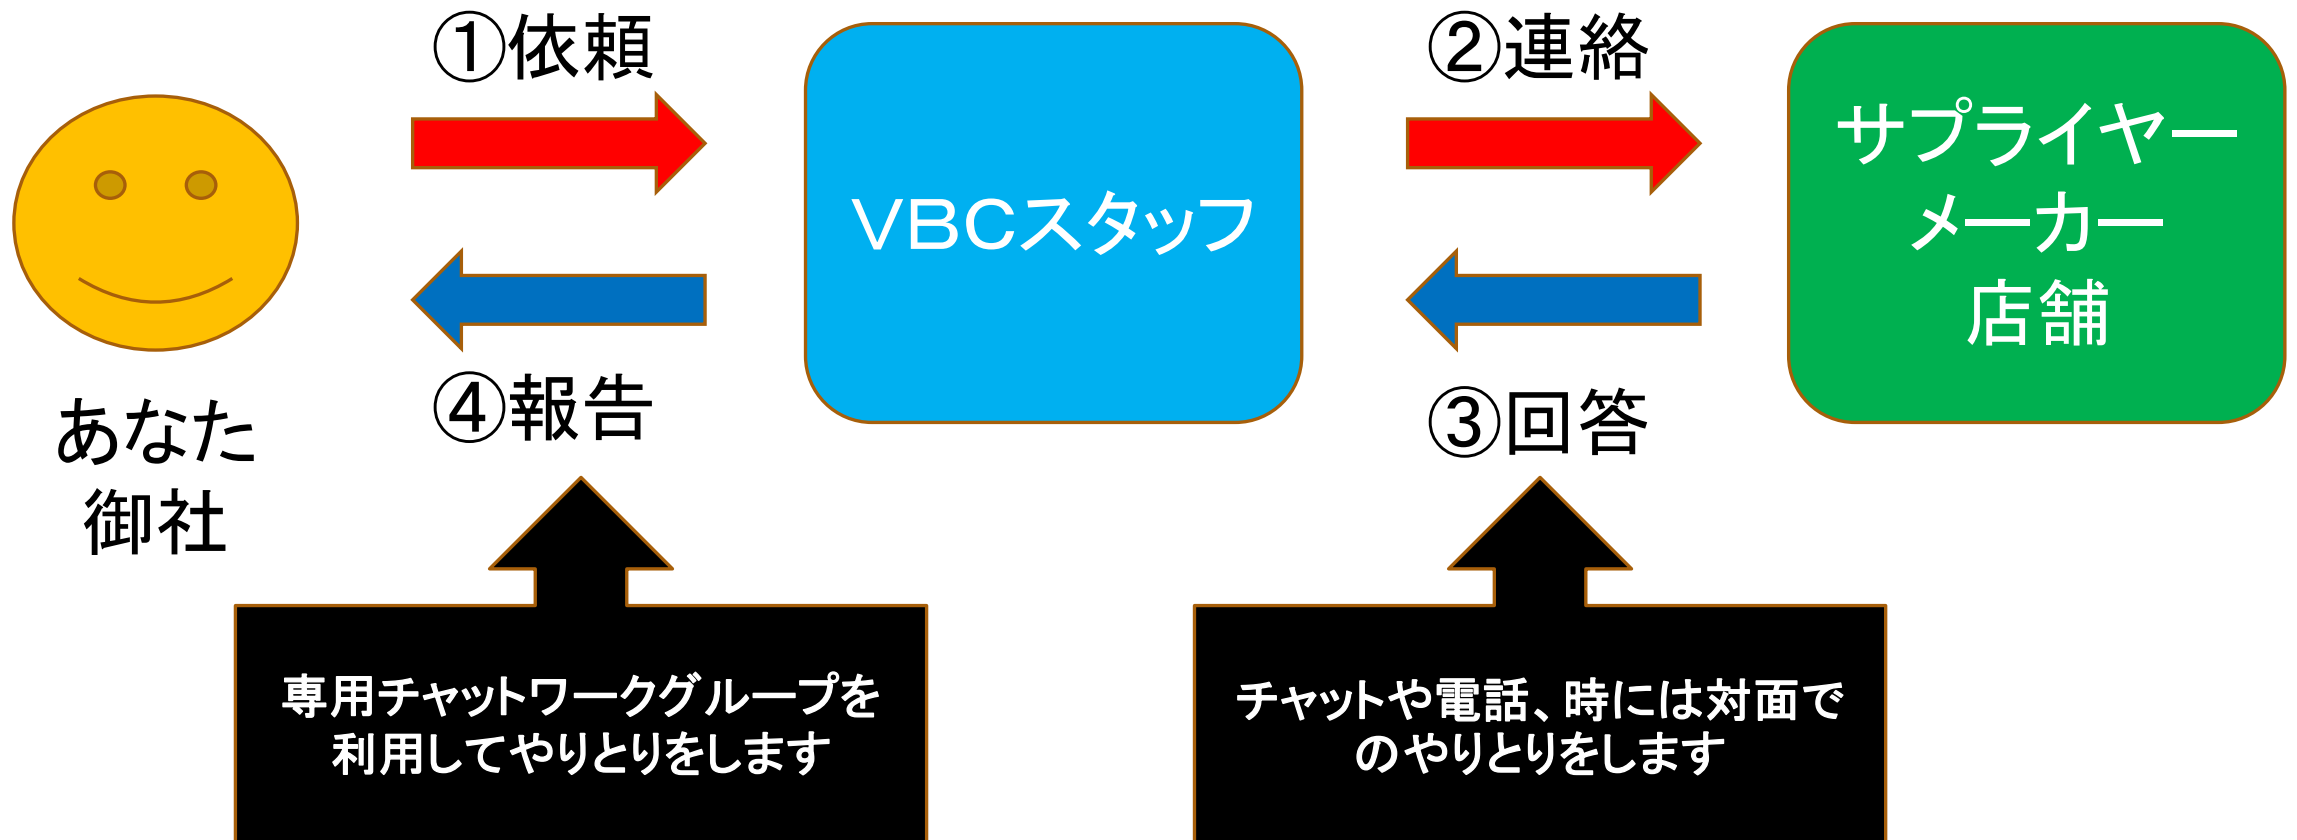 ①依頼
②連絡
サプライヤー
メーカー
店舗
VBCスタッフ
④報告
③回答
あなた
御社
専用チャットワークグループを
利用してやりとりをします
チャットや電話、時には対面で
のやりとりをします